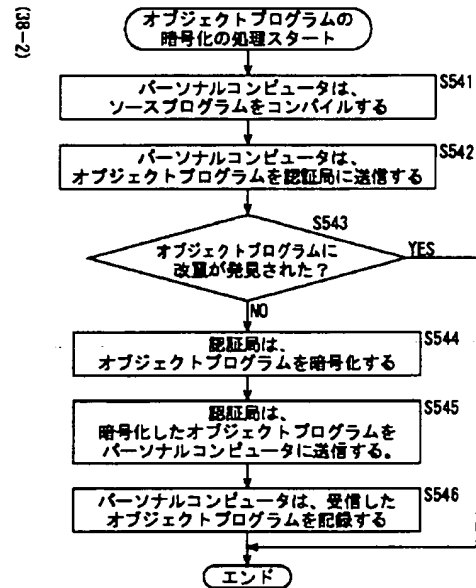 (38-2)
オブジェクトプログラムの
暗号化の処理スタート
S541
パーソナルコンピュータは、
ソースプログラムをコンパイルする
S542
パーソナルコンピュータは、
オブジェクトプログラムを認証局に送信する
S543
オブジェクトプログラムに
改竄が発見された?
YES
NO
S544
認証局は、
オブジェクトプログラムを暗号化する
S545
認証局は、
暗号化したオブジェクトプログラムを
パーソナルコンピュータに送信する。
S546
パーソナルコンピュータは、受信した
オブジェクトプログラムを記録する
エンド